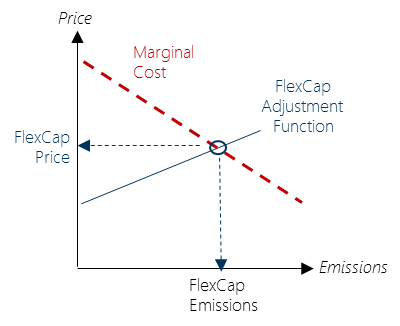 Price
Marginal
Cost
FlexCap
Adjustment
Function
FlexCap
Price
Emissions
FlexCap
Emissions